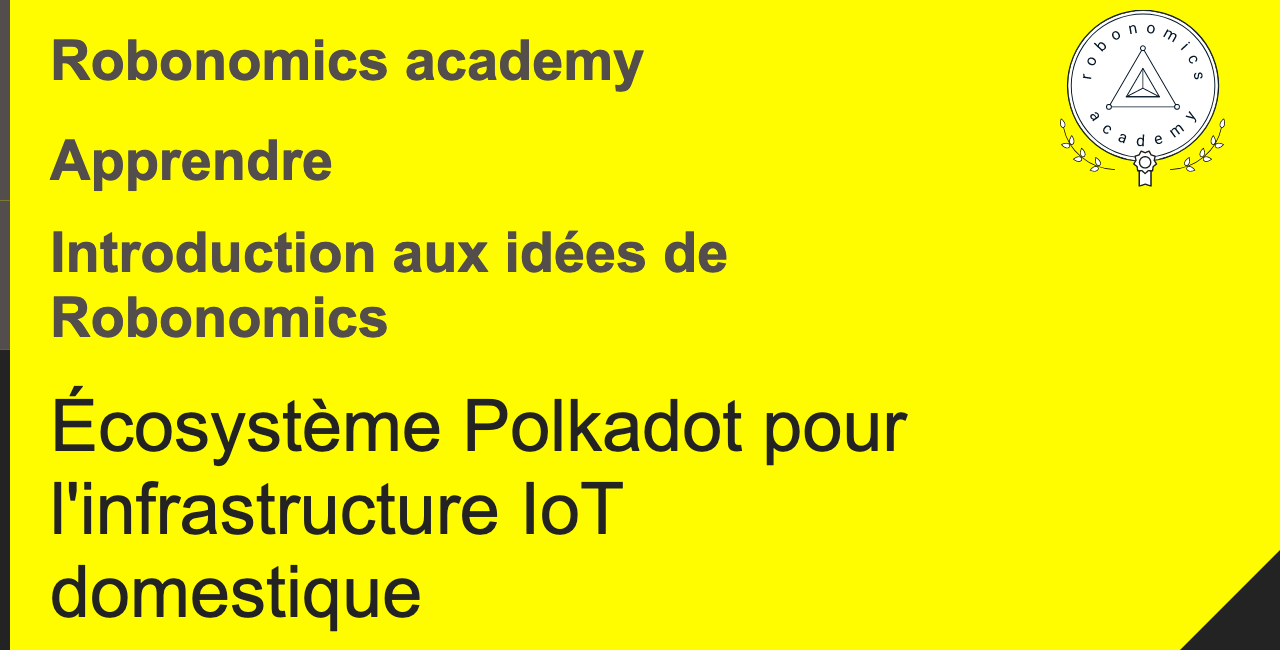 Robonomics academy
robonomics
academy
Apprendre
Introduction aux idées de
Robonomics
Écosystème Polkadot pour
l'infrastructure IoT
domestique